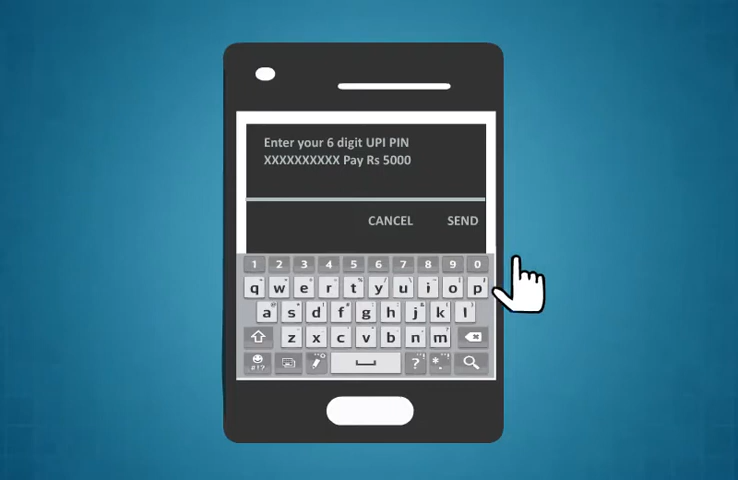 Enter your 6 digit UPI PIN
XXXXXXXXXX Pay Rs 5000
CANCEL SEND
1 2 3 4 5 6 7 8 9 0
q w e r t y u i o p
a s d f g h j k l
z x c v b n m
#!? ? *